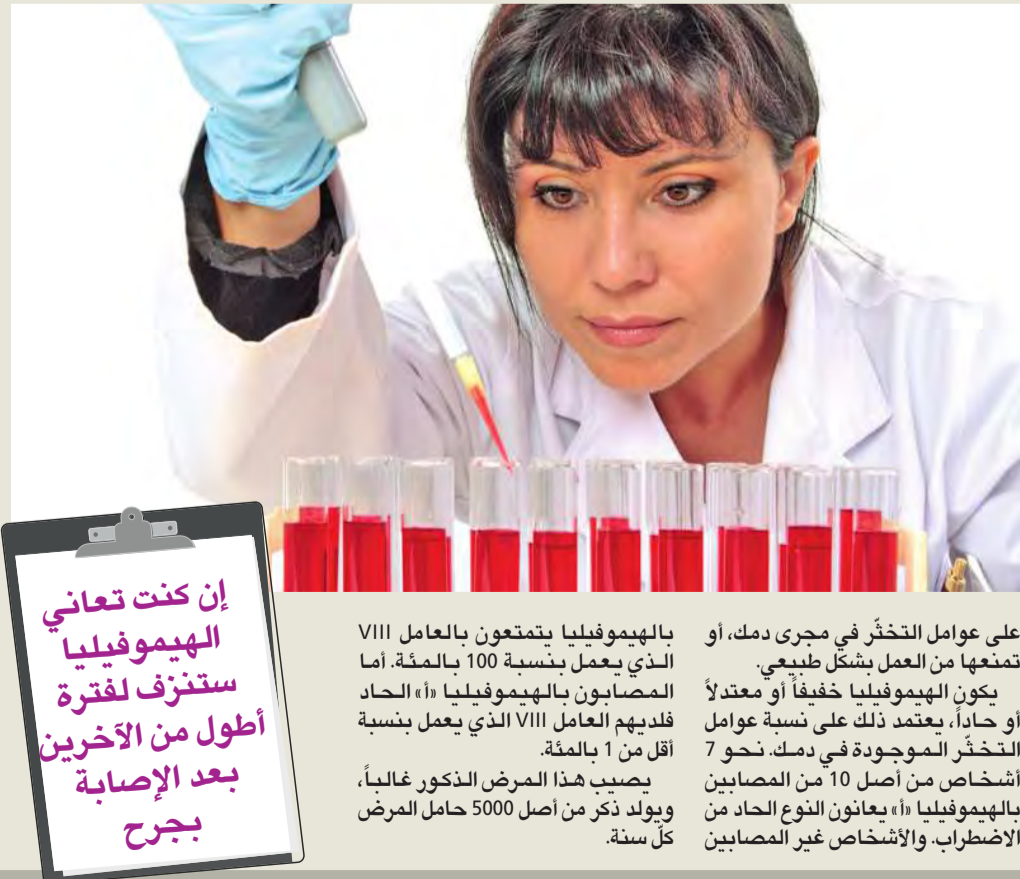 على عوامل التخثّر في مجرى دمك، أو
تمنعها من العمل بشكل طبيعي.
يكون الهيموفيليا خفيفاً أو معتدلاً
أو حاداً، يعتمد ذلك على نسبة عوامل
التخثّر الموجودة في دمك. نحو 7
أشخاص من أصل 10 من المصابين
بالهيموفيليا «أ» يعانون النوع الحاد من
الاضطراب. والأشخاص غير المصابين
بالهيموفيليا يتمتعون بالعامل VIII
الذي يعمل بنسبة 100 بالمئة. أما
المصابون بالهيموفيليا «أ» الحاد
فلديهم العامل VIII الذي يعمل بنسبة
أقل من 1 بالمئة.
يصيب هذا المرض الذكور غالباً،
ويولد ذكر من أصل 5000 حامل المرض
كلّ سنة.
إن كنت تعاني
الهيموفيليا
ستنزف لفترة
أطول من الآخرين
بعد الإصابة
بجرح